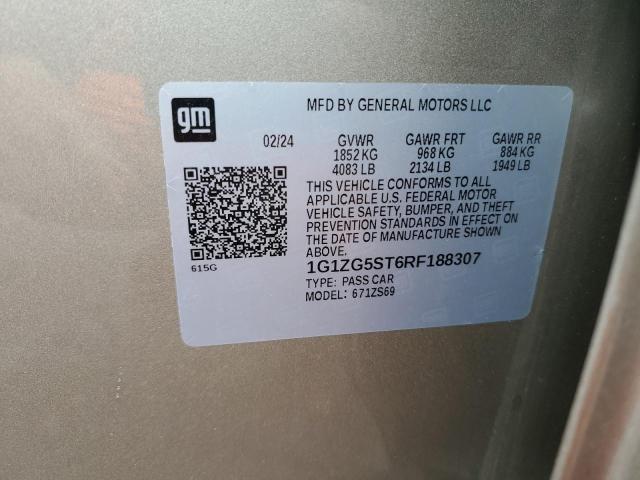 gm
MFD BY GENERAL MOTORS LLC
02/24 GVWR GAWR FRT GAWR RR
1852 KG 968 KG 884 KG
4083 LB 2134 LB 1949 LB
THIS VEHICLE CONFORMS TO ALL
APPLICABLE U.S. FEDERAL MOTOR
VEHICLE SAFETY, BUMPER, AND THEFT
PREVENTION STANDARDS IN EFFECT ON
THE DATE OF MANUFACTURE SHOWN
ABOVE.
615G
1G1ZG5ST6RF188307
TYPE: PASS CAR
MODEL: 671ZS69